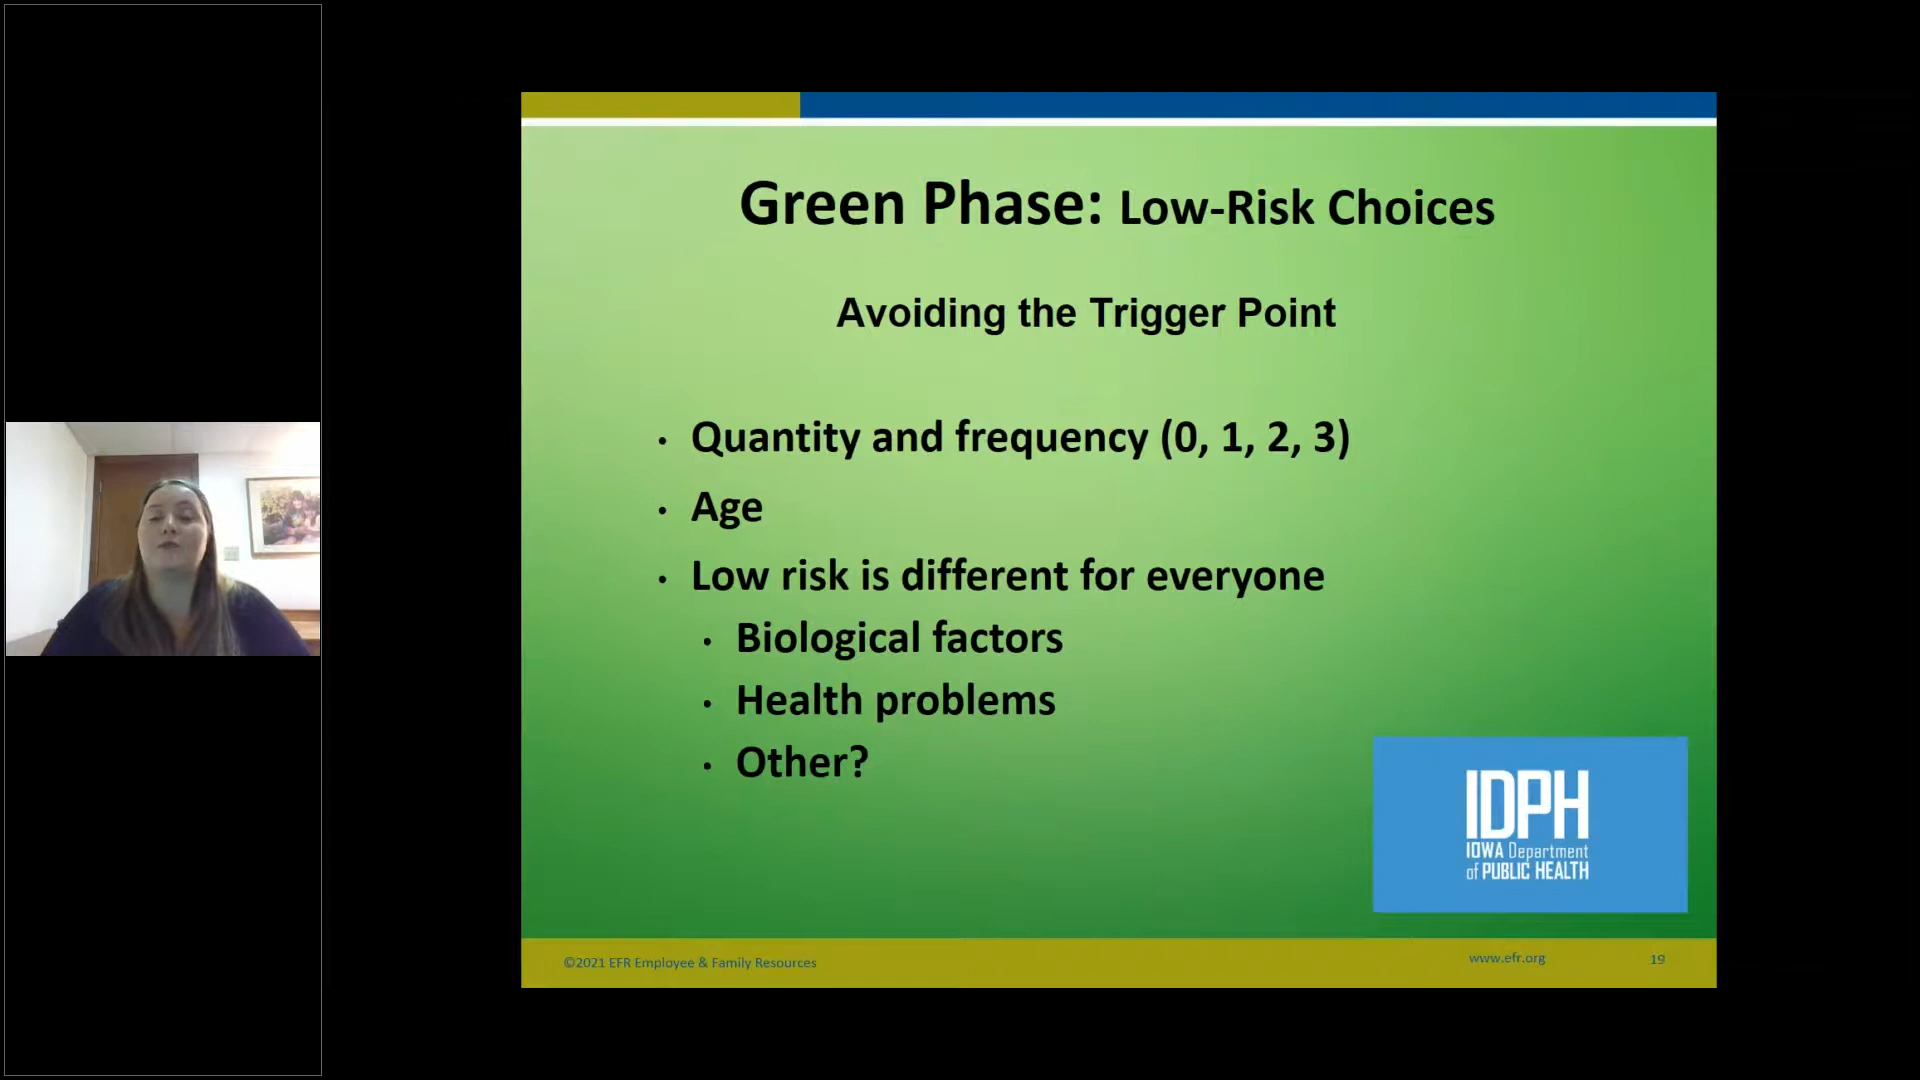 Green Phase: Low-Risk Choices
Avoiding the Trigger Point
• Quantity and frequency (0, 1, 2, 3)
• Age
• Low risk is different for everyone
• Biological factors
• Health problems
• Other?
IDPH
IOWA Department
of PUBLIC HEALTH
©2021 EFR Employee & Family Resources
www.efr.org
19